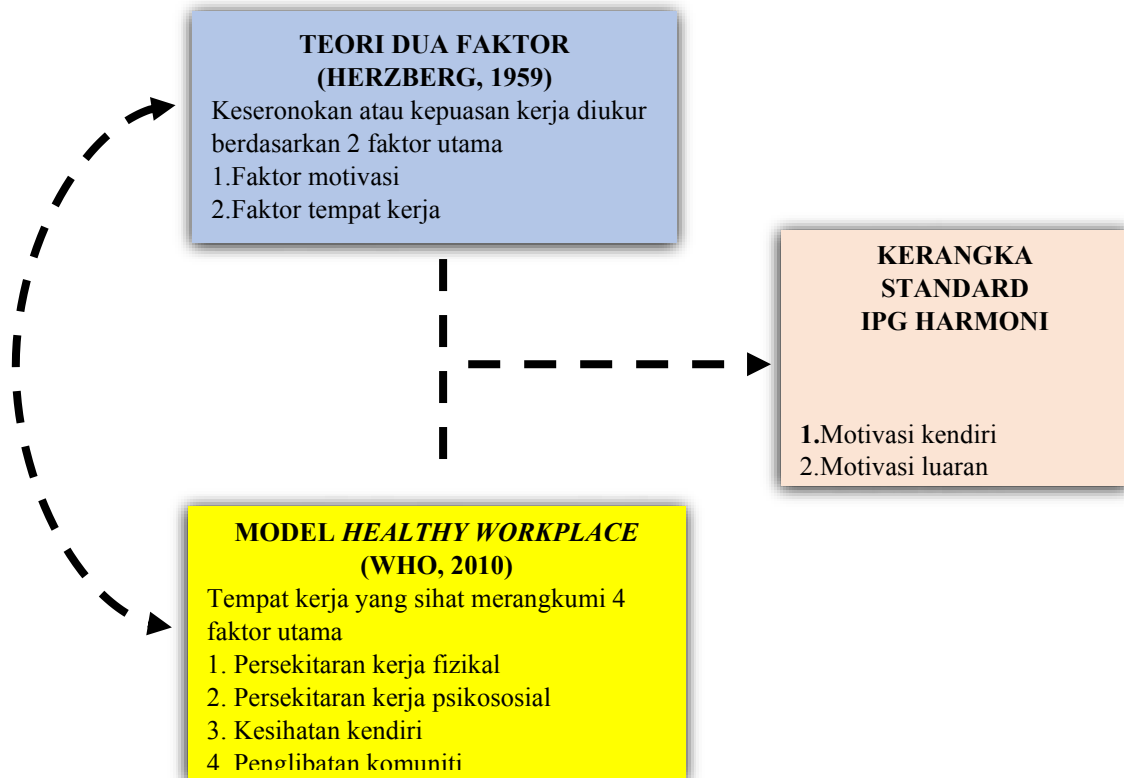 TEORI DUA FAKTOR
(HERZBERG, 1959)
Keseronokan atau kepuasan kerja diukur
berdasarkan 2 faktor utama
1.Faktor motivasi
2.Faktor tempat kerja
KERANGKA
STANDARD
IPG HARMONI
1.Motivasi kendiri
2.Motivasi luaran
MODEL HEALTHY WORKPLACE
(WHO, 2010)
Tempat kerja yang sihat merangkumi 4
faktor utama
1. Persekitaran kerja fizikal
2. Persekitaran kerja psikososial
3. Kesihatan kendiri
4. Penglibatan komuniti